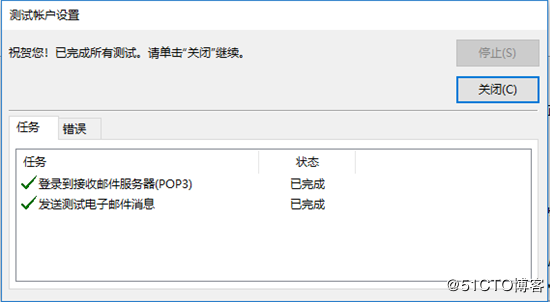 测试帐户设置
祝贺您！已完成所有测试。请单击“关闭”继续。
停止(S)
关闭(C)
任务 错误
任务 状态
登录到接收邮件服务器(POP3) 已完成
发送测试电子邮件消息 已完成
@51CTO博客